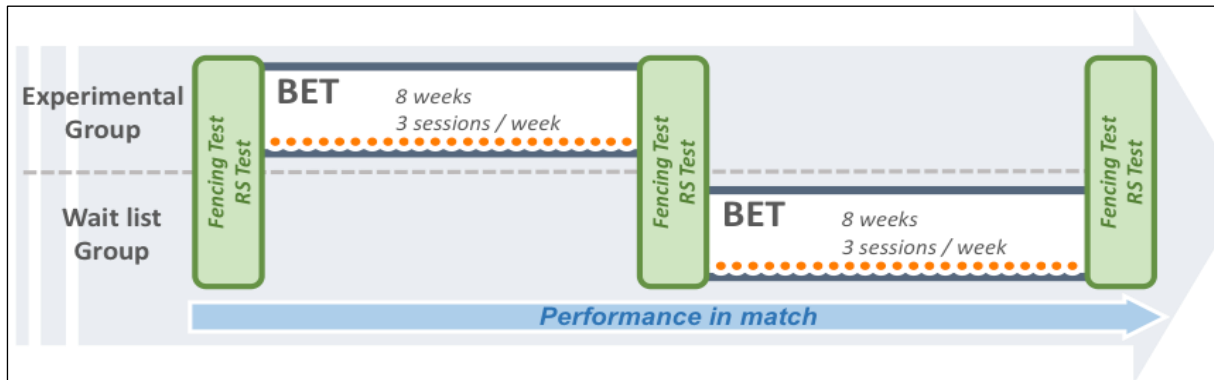 Experimental
Group
Fencing Test
RS Test
BET
8 weeks
3 sessions / week
Fencing Test
RS Test
Fencing Test
RS Test
Wait list
Group
BET
8 weeks
3 sessions / week
Performance in match